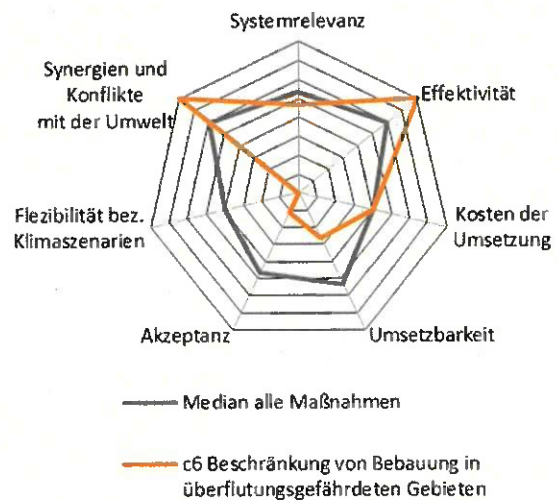 Systemrelevanz
Synergien und
Konflikte
mit der Umwelt
Effektivität
Flezibilität bez.
Klimaszenarien
Kosten der
Umsetzung
Akzeptanz
Umsetzbarkeit
Median alle Maßnahmen
c6 Beschränkung von Bebauung in
überflutungsgefährdeten Gebieten